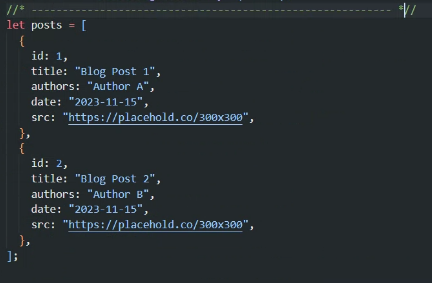 //* ---------------------------------------------------------- *//
let posts = [
  {
    id: 1,
    title: "Blog Post 1",
    authors: "Author A",
    date: "2023-11-15",
    src: "https://placehold.co/300x300",
  },
  {
    id: 2,
    title: "Blog Post 2",
    authors: "Author B",
    date: "2023-11-15",
    src: "https://placehold.co/300x300",
  },
];